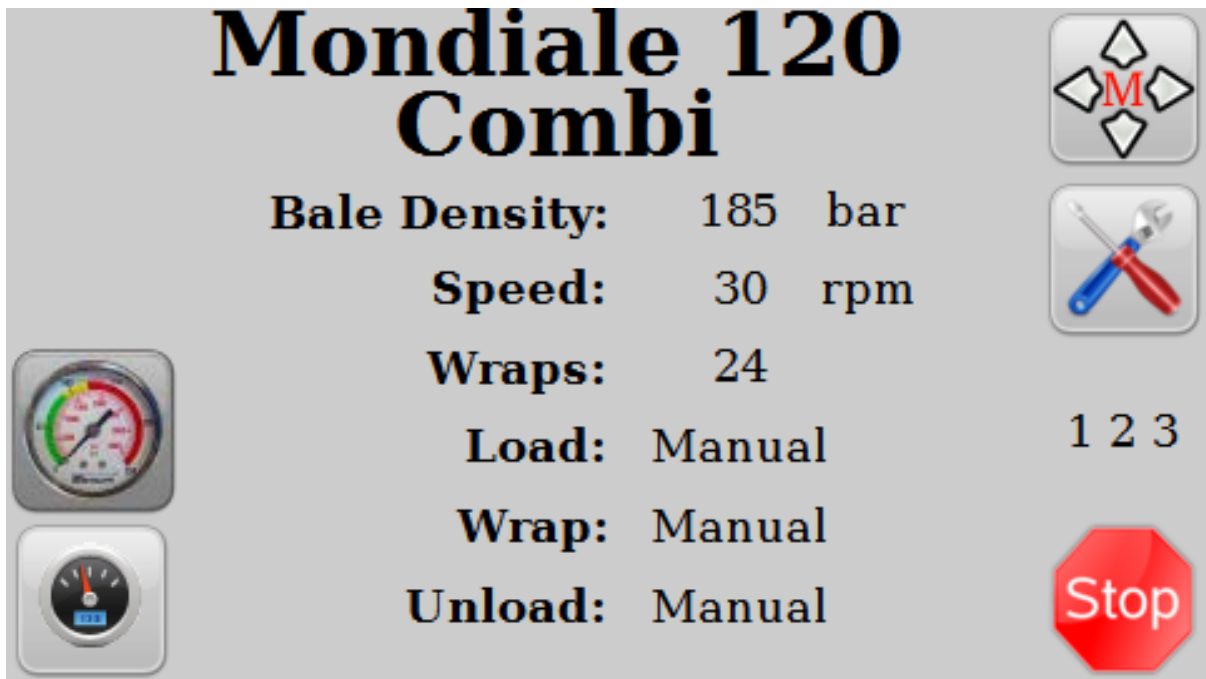 Mondiale 120
Combi
M
Bale Density: 185 bar
Speed: 30 rpm
Wraps: 24
Load: Manual
1 2 3
Wrap: Manual
Unload: Manual
Stop